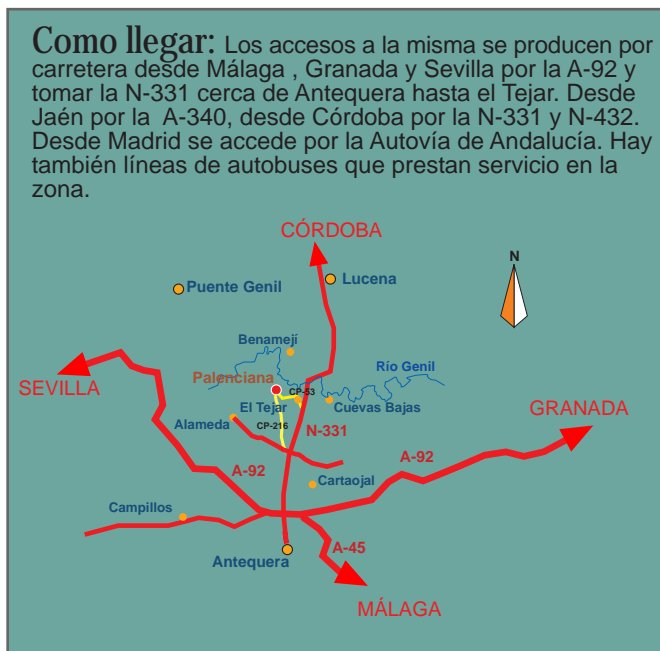 Como llegar: Los accesos a la misma se producen por
carretera desde Málaga , Granada y Sevilla por la A-92 y
tomar la N-331 cerca de Antequera hasta el Tejar. Desde
Jaén por la A-340, desde Córdoba por la N-331 y N-432.
Desde Madrid se accede por la Autovía de Andalucía. Hay
también líneas de autobuses que prestan servicio en la
zona.
CÓRDOBA
N
Lucena
Puente Genil
Benamejí
Río Genil
SEVILLA
Palenciana
CP-53
El Tejar
Cuevas Bajas
GRANADA
Alameda
CP-216
N-331
A-92
A-92
Cartaojal
Campillos
A-45
Antequera
MÁLAGA